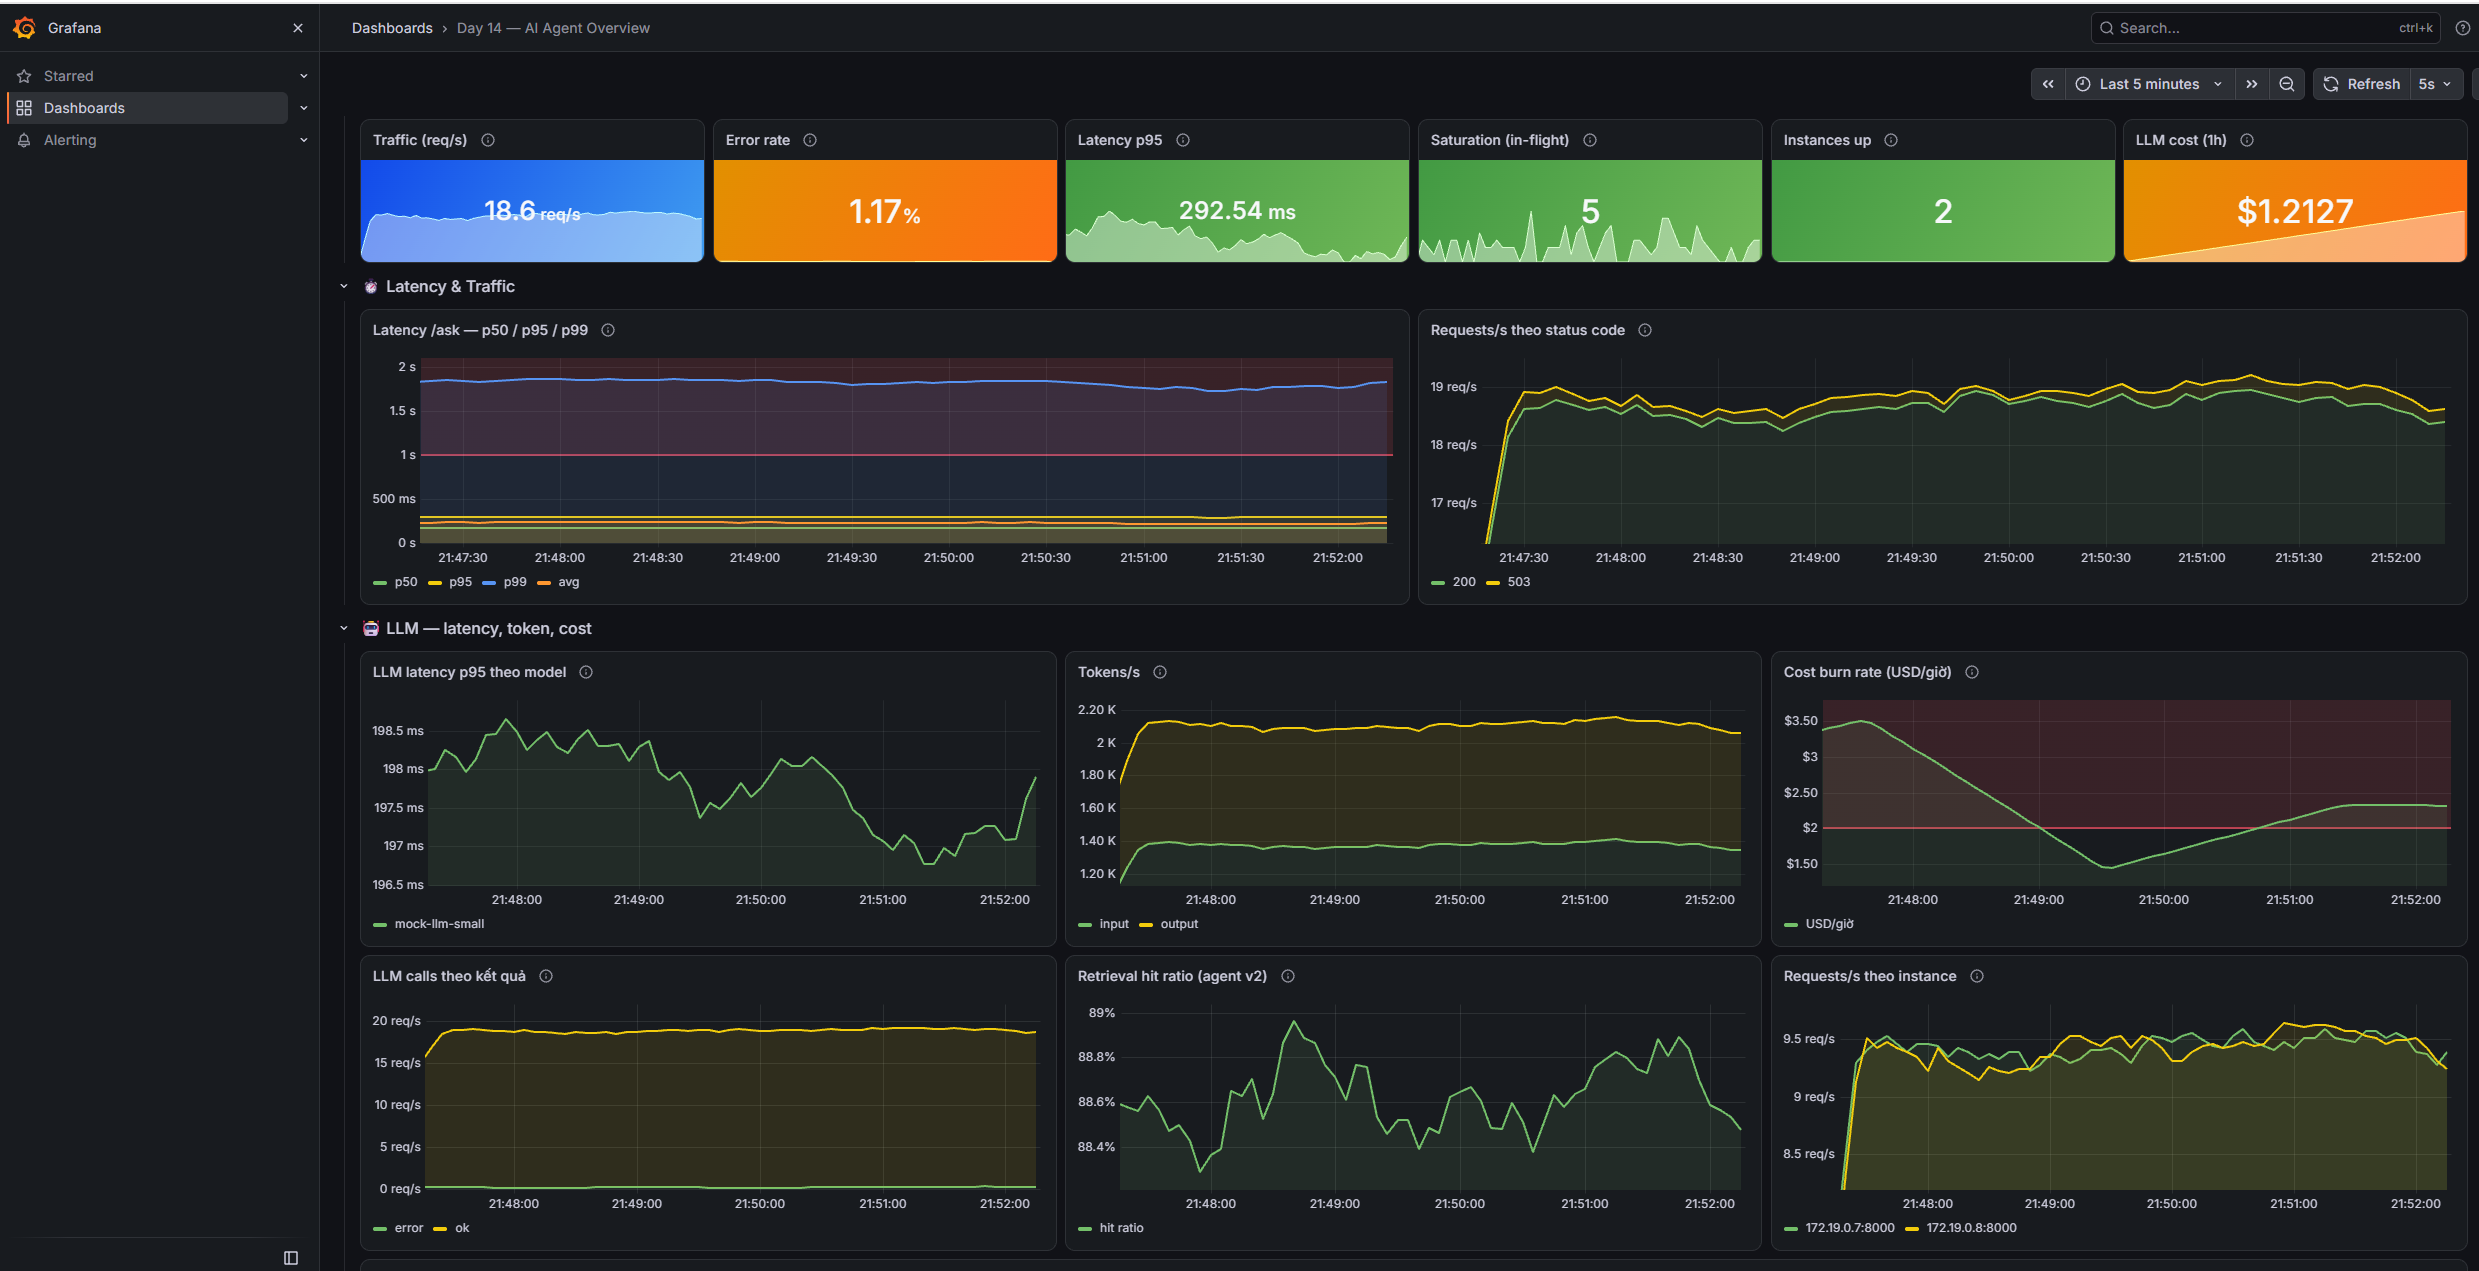 Grafana
Dashboards › Day 14 — AI Agent Overview
Search... ctrl+k
Starred
Dashboards
Alerting
Last 5 minutes
Refresh 5s
Traffic (req/s)
18.6 req/s
Error rate
1.17%
Latency p95
292.54 ms
Saturation (in-flight)
5
Instances up
2
LLM cost (1h)
$1.2127
Latency & Traffic
Latency /ask — p50 / p95 / p99
2 s
1.5 s
1 s
500 ms
0 s
21:47:30 21:48:00 21:48:30 21:49:00 21:49:30 21:50:00 21:50:30 21:51:00 21:51:30 21:52:00
p50 p95 p99 avg
Requests/s theo status code
19 req/s
18 req/s
17 req/s
21:47:30 21:48:00 21:48:30 21:49:00 21:49:30 21:50:00 21:50:30 21:51:00 21:51:30 21:52:00
200 503
LLM — latency, token, cost
LLM latency p95 theo model
198.5 ms
198 ms
197.5 ms
197 ms
196.5 ms
21:48:00 21:49:00 21:50:00 21:51:00 21:52:00
mock-llm-small
Tokens/s
2.20 K
2 K
1.80 K
1.60 K
1.40 K
1.20 K
21:48:00 21:49:00 21:50:00 21:51:00 21:52:00
input output
Cost burn rate (USD/giờ)
$3.50
$3
$2.50
$2
$1.50
21:48:00 21:49:00 21:50:00 21:51:00 21:52:00
USD/giờ
LLM calls theo kết quả
20 req/s
15 req/s
10 req/s
5 req/s
0 req/s
21:48:00 21:49:00 21:50:00 21:51:00 21:52:00
error ok
Retrieval hit ratio (agent v2)
89%
88.8%
88.6%
88.4%
21:48:00 21:49:00 21:50:00 21:51:00 21:52:00
hit ratio
Requests/s theo instance
9.5 req/s
9 req/s
8.5 req/s
21:48:00 21:49:00 21:50:00 21:51:00 21:52:00
172.19.0.7:8000 172.19.0.8:8000